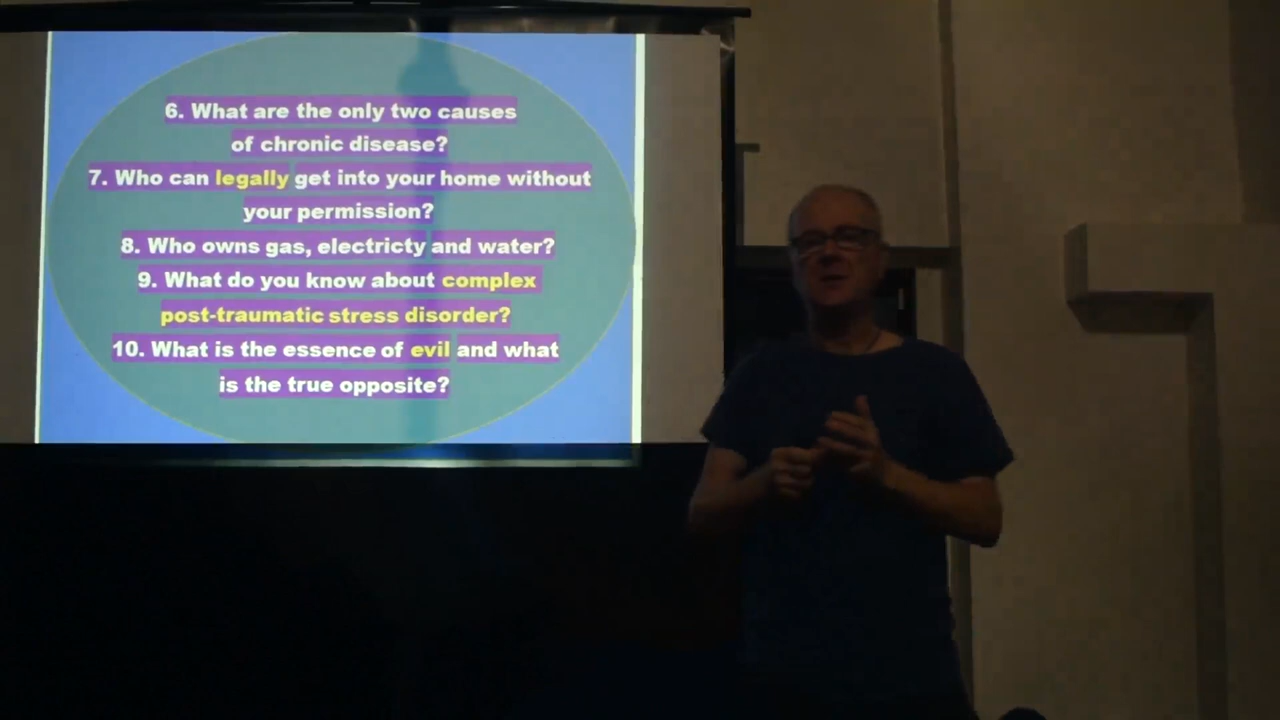 6. What are the only two causes
of chronic disease?
7. Who can legally get into your home without
your permission?
8. Who owns gas, electricty and water?
9. What do you know about complex
post-traumatic stress disorder?
10. What is the essence of evil and what
is the true opposite?